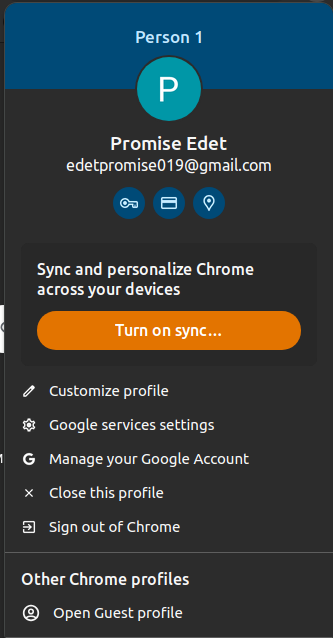 Person 1
P
Promise Edet
edetpromise019@gmail.com
Sync and personalize Chrome
across your devices
Turn on sync...
Customize profile
Google services settings
G Manage your Google Account
Close this profile
Sign out of Chrome
Other Chrome profiles
Open Guest profile